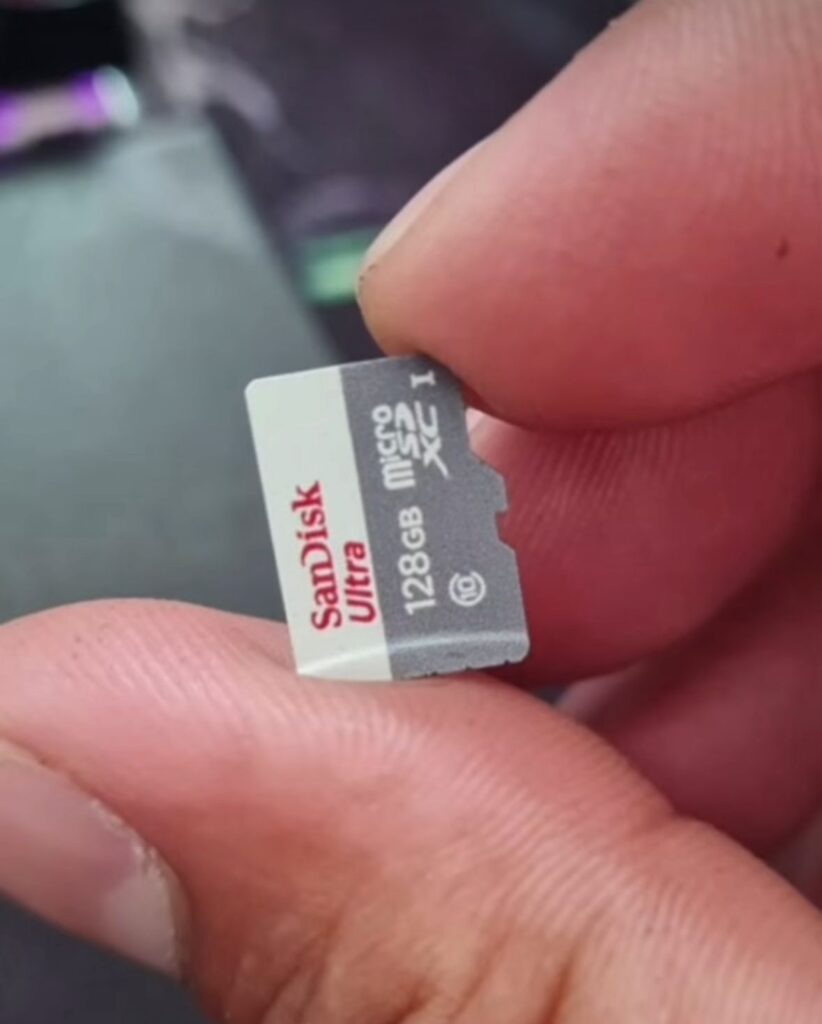 SanDisk
Ultra
128GB micro SD XC I
10